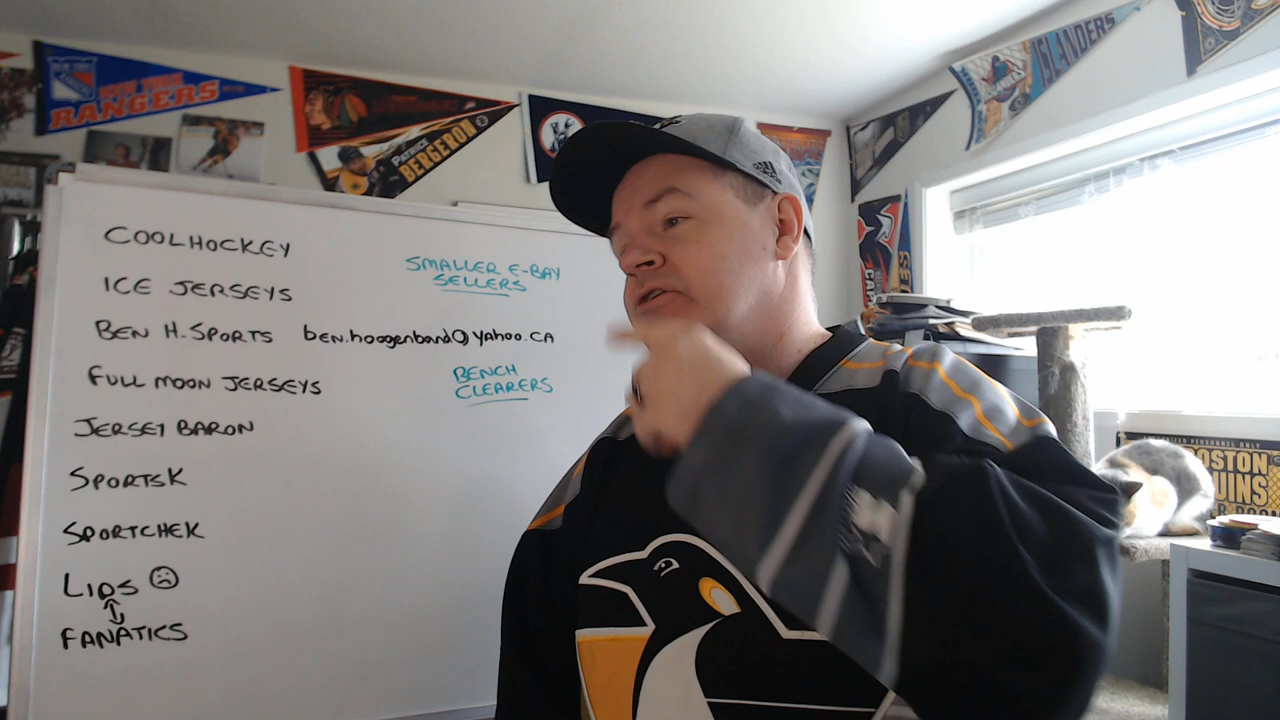 NEW YORK
RANGERS
PATRICE
BERGERON
ISLANDERS
COOLHOCKEY
ICE JERSEYS
BEN H. SPORTS ben.hoogenband@yahoo.ca
FULL MOON JERSEYS
JERSEY BARON
SPORTSK
SPORTCHEK
LIDS
FANATICS
SMALLER E-BAY
SELLERS
BENCH
CLEARERS
BOSTON
UINS